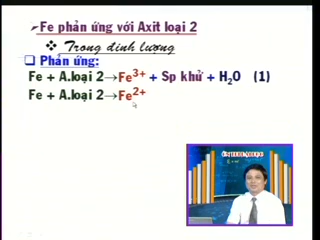 ➢Fe phản ứng với Axit loại 2
❖ Trong dinh lượng
❑ Phản ứng:
Fe + A.loại 2→Fe³⁺ + Sp khử + H₂O (1)
Fe + A.loại 2→Fe²⁺